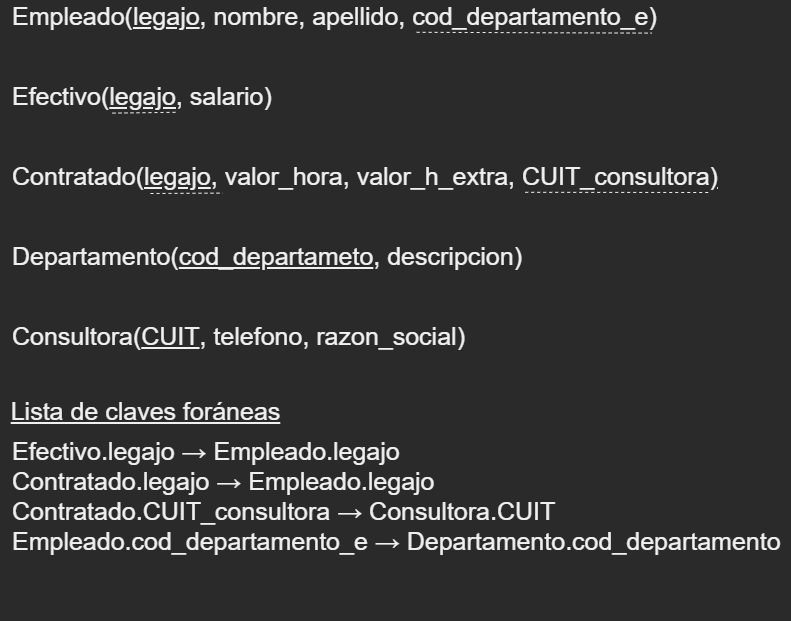 Empleado(legajo, nombre, apellido, cod_departamento_e)
Efectivo(legajo, salario)
Contratado(legajo, valor_hora, valor_h_extra, CUIT_consultora)
Departamento(cod_departameto, descripcion)
Consultora(CUIT, telefono, razon_social)
Lista de claves foráneas
Efectivo.legajo → Empleado.legajo
Contratado.legajo → Empleado.legajo
Contratado.CUIT_consultora → Consultora.CUIT
Empleado.cod_departamento_e → Departamento.cod_departamento